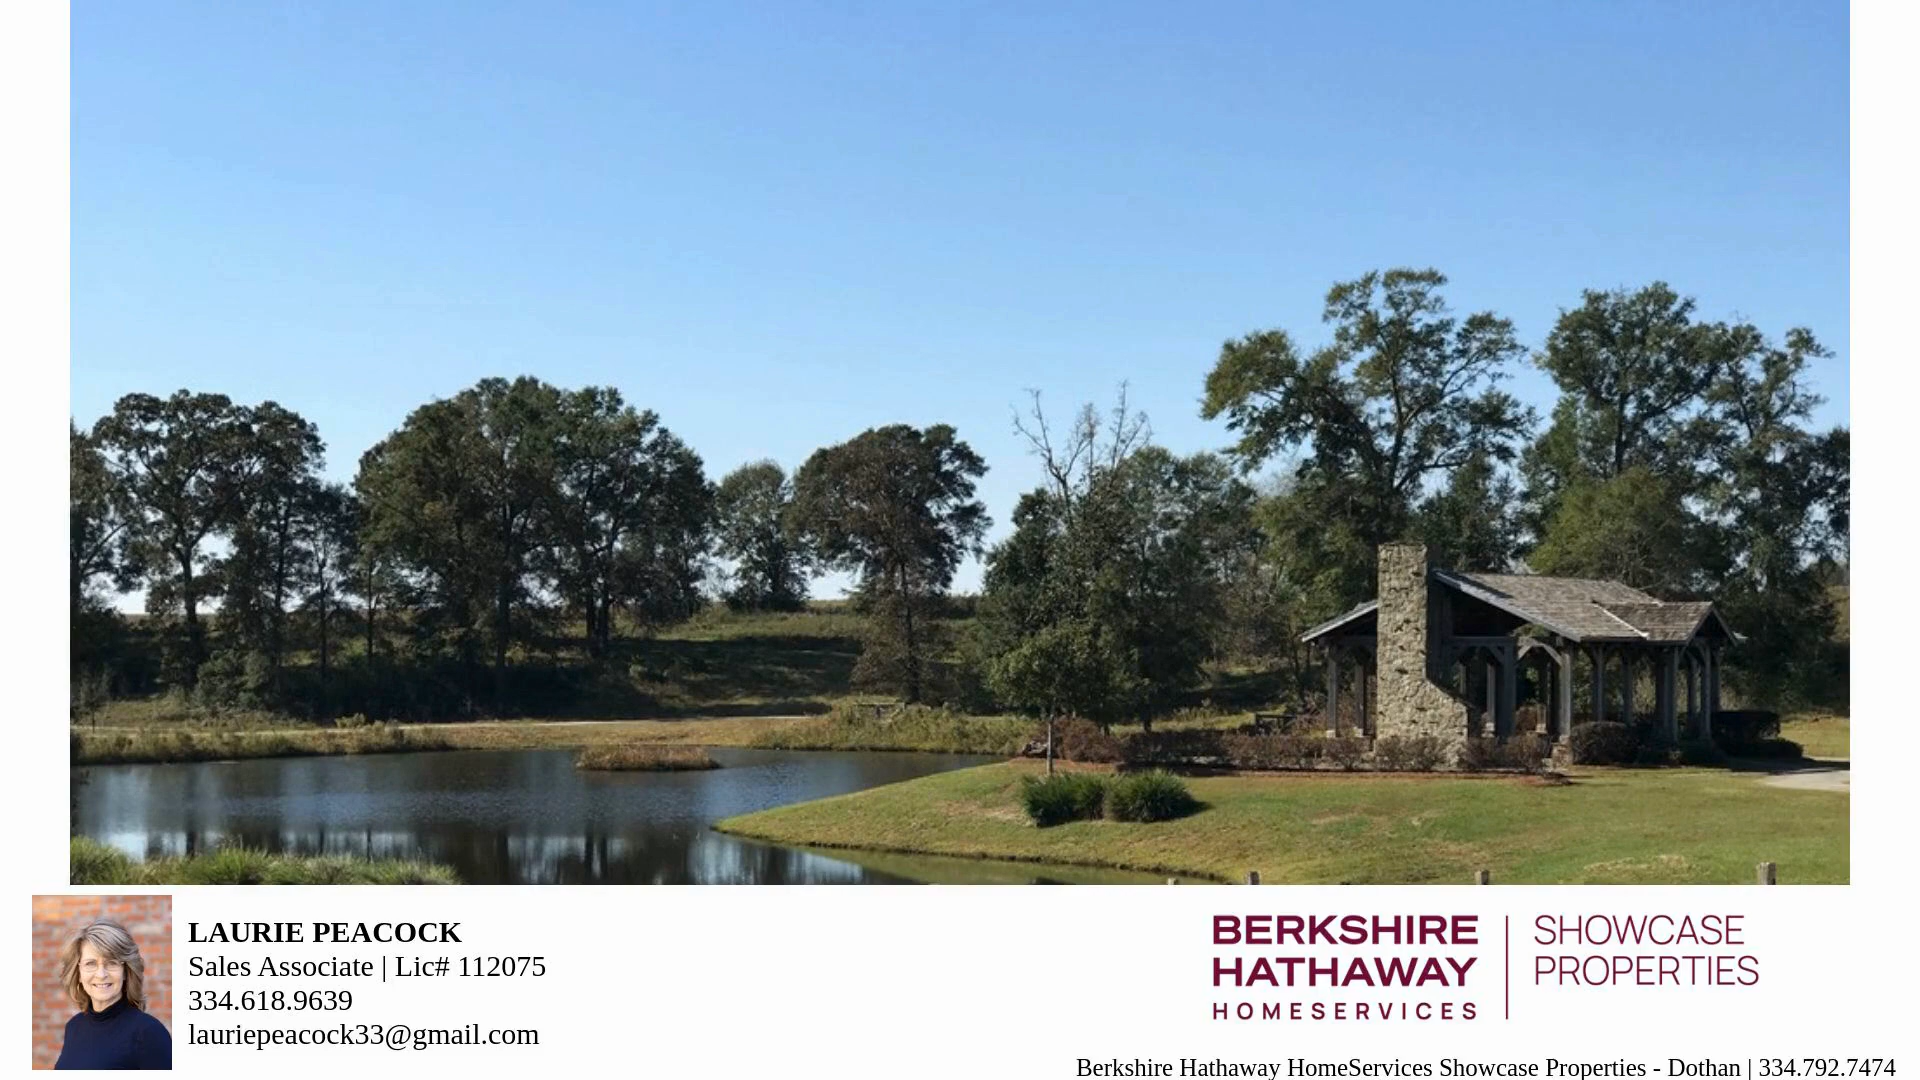 LAURIE PEACOCK
Sales Associate | Lic# 112075
334.618.9639
lauriepeacock33@gmail.com
BERKSHIRE
HATHAWAY
HOMESERVICES
SHOWCASE
PROPERTIES
Berkshire Hathaway HomeServices Showcase Properties - Dothan | 334.792.7474